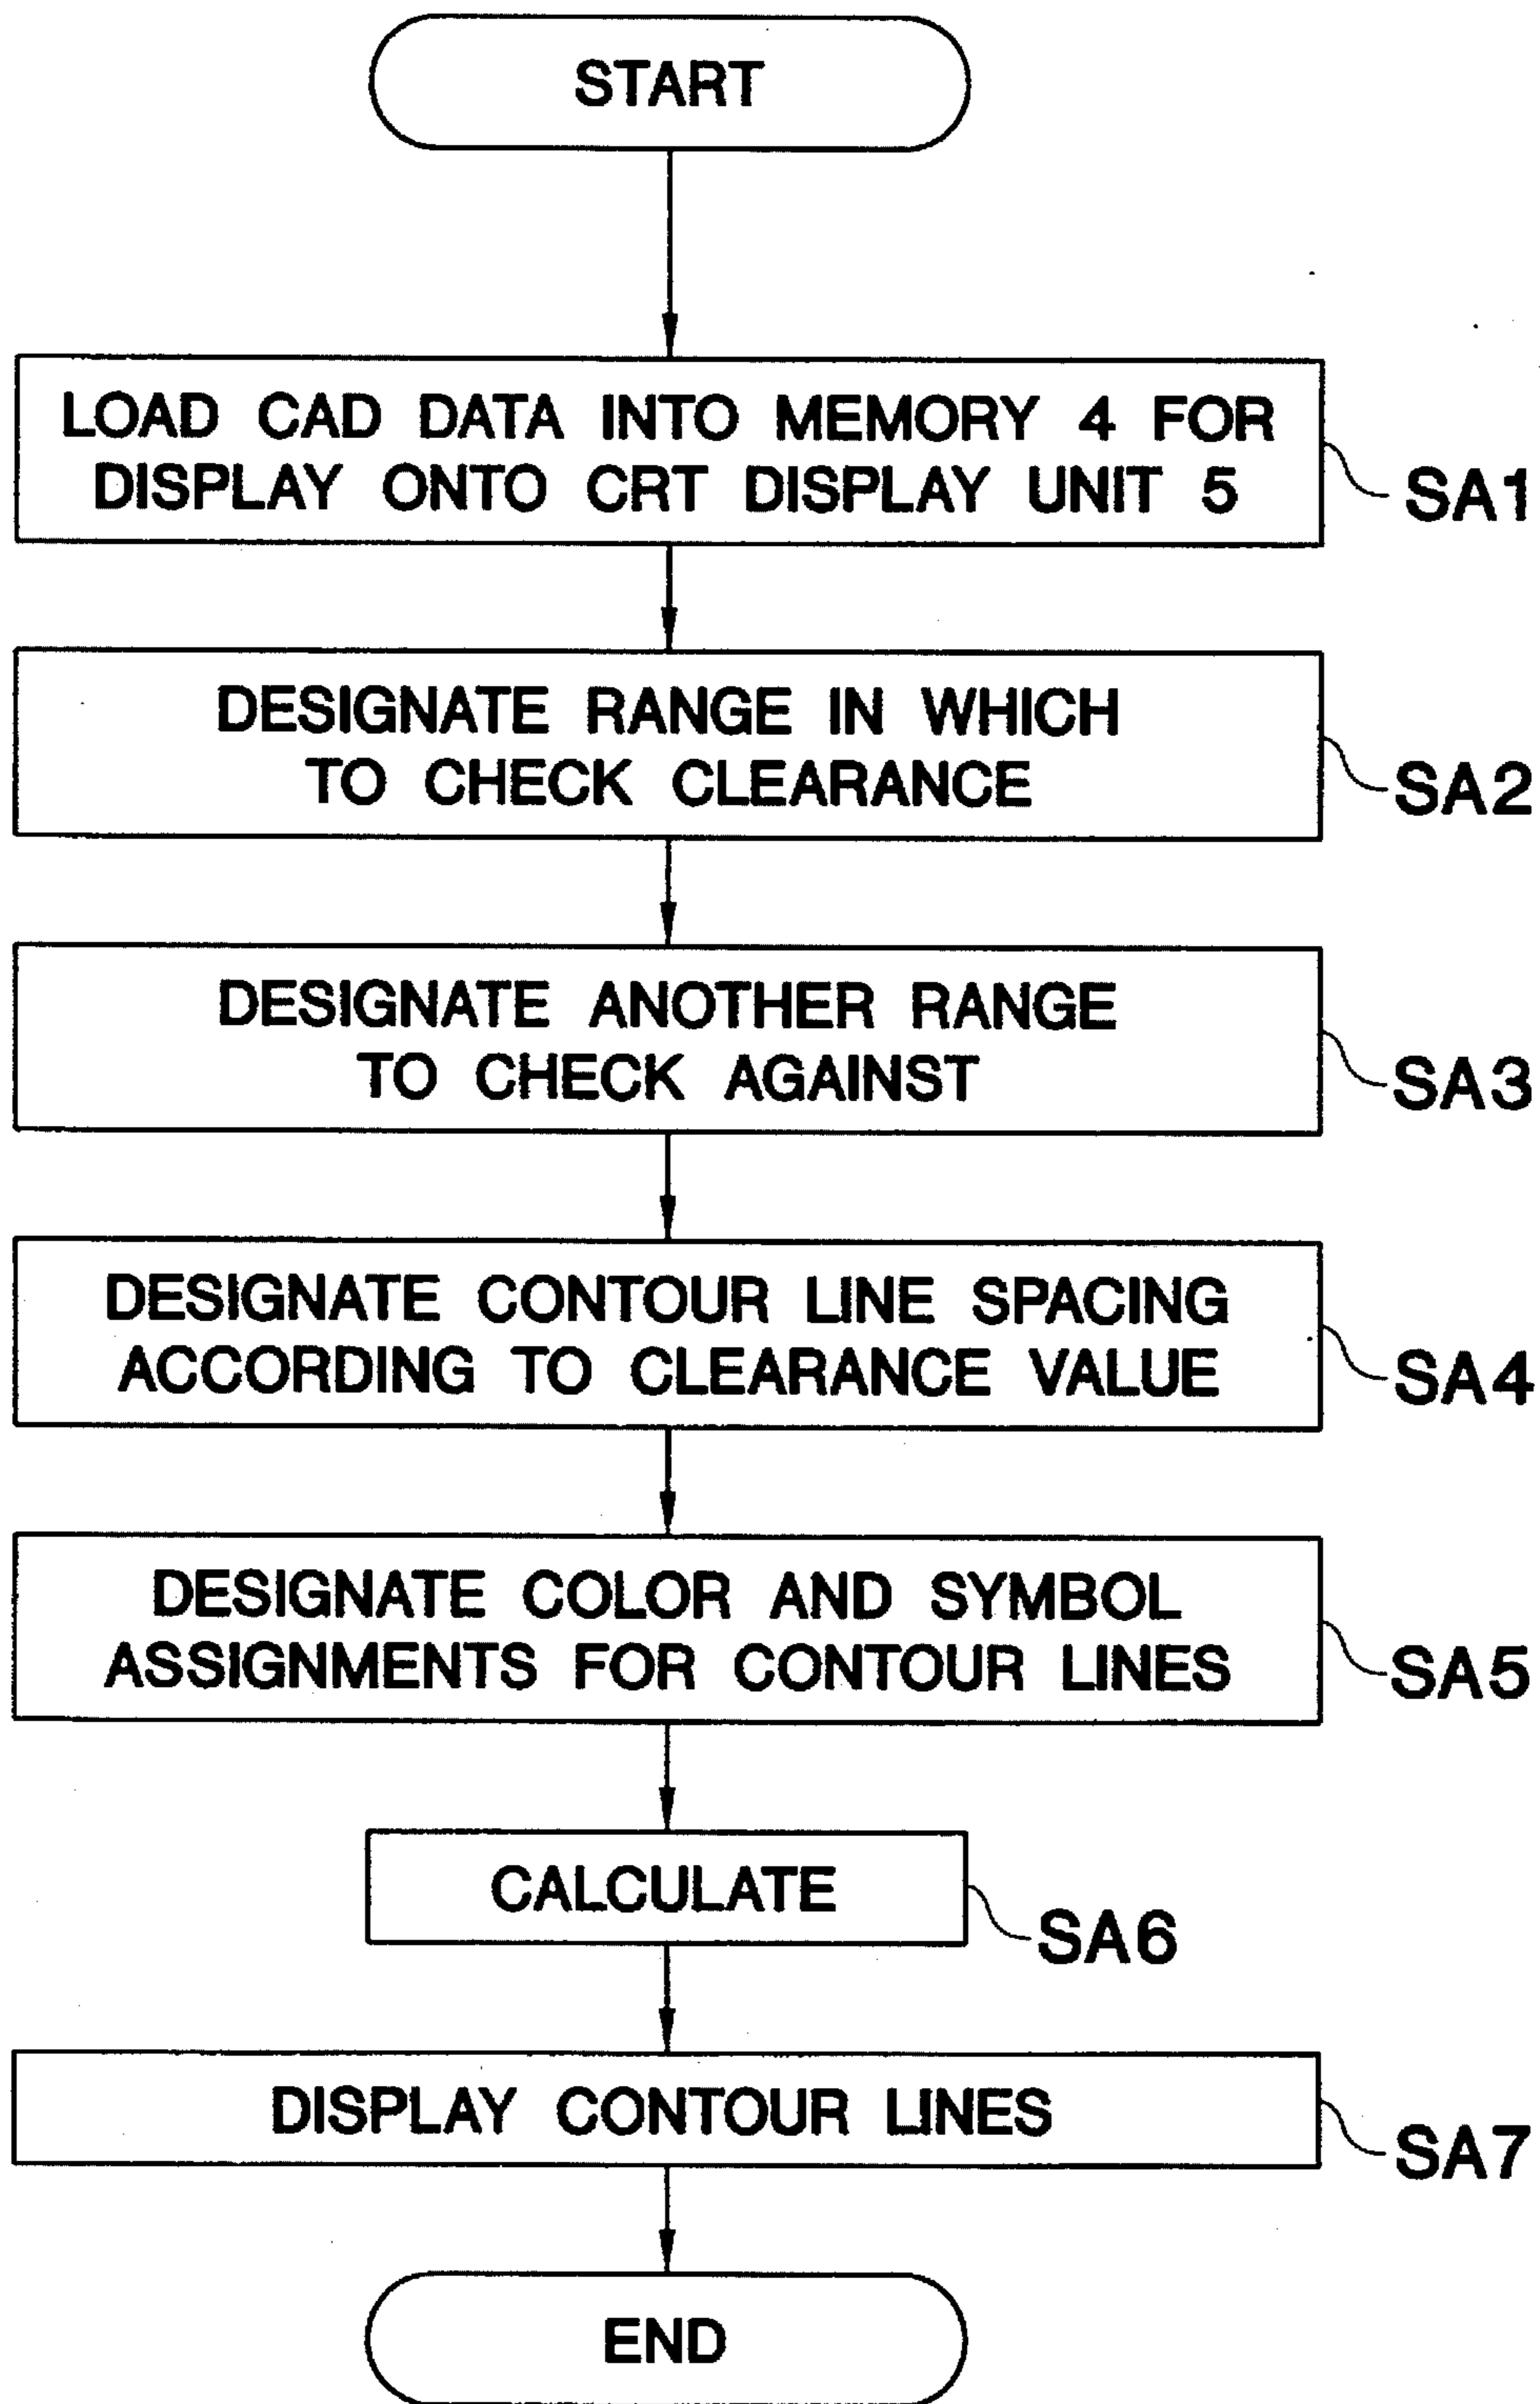 START
LOAD CAD DATA INTO MEMORY 4 FOR
DISPLAY ONTO CRT DISPLAY UNIT 5
SA1
DESIGNATE RANGE IN WHICH
TO CHECK CLEARANCE
SA2
DESIGNATE ANOTHER RANGE
TO CHECK AGAINST
SA3
DESIGNATE CONTOUR LINE SPACING
ACCORDING TO CLEARANCE VALUE
SA4
DESIGNATE COLOR AND SYMBOL
ASSIGNMENTS FOR CONTOUR LINES
SA5
CALCULATE
SA6
DISPLAY CONTOUR LINES
SA7
END